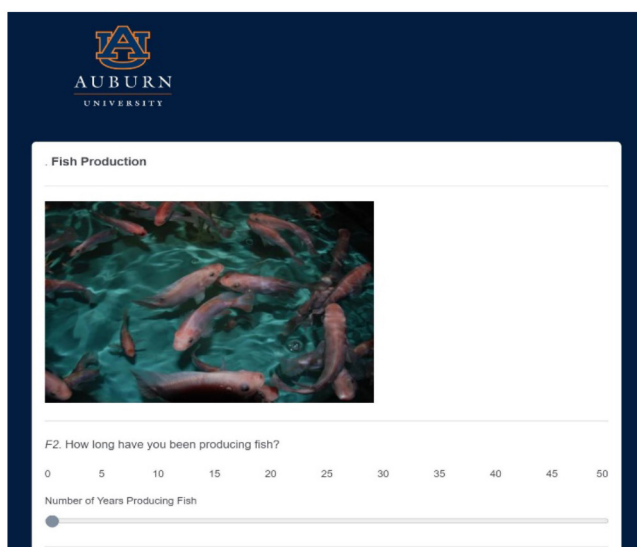 AUBURN
UNIVERSITY
. Fish Production
F2. How long have you been producing fish?
0 5 10 15 20 25 30 35 40 45 50
Number of Years Producing Fish